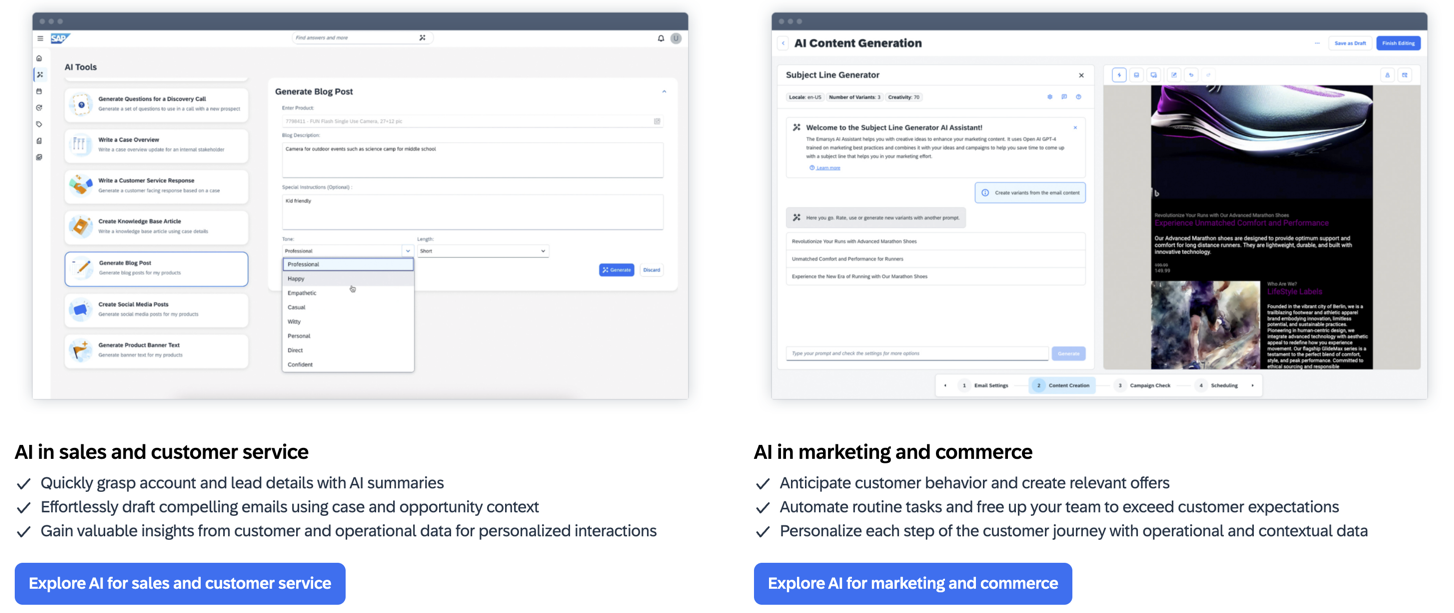 SAP
Find answers and more
U
AI Tools
Generate Questions for a Discovery Call
Generate a set of questions to use in a call with a new prospect
Write a Case Overview
Write a case overview update for an internal stakeholder
Write a Customer Service Response
Generate a customer facing response based on a case
Create Knowledge Base Article
Write a knowledge base article using case details
Generate Blog Post
Generate blog posts for my products
Create Social Media Posts
Generate social media posts for my products
Generate Product Banner Text
Generate banner text for my products
Generate Blog Post
Enter Product:
7798411 - FUN Flash Single Use Camera, 27+12 pic
Blog Description:
Camera for outdoor events such as science camp for middle school
Special Instructions (Optional) :
Kid friendly
Tone: Length:
Professional Short
Professional
Happy
Empathetic
Casual
Witty
Personal
Direct
Confident
Generate Discard
AI Content Generation
Save as Draft Finish Editing
Subject Line Generator
Locale: en-US Number of Variants: 3 Creativity: 70
Welcome to the Subject Line Generator AI Assistant!
The Emarsys AI Assistant helps you with creative ideas to enhance your marketing content. It uses Open AI GPT-4
trained on marketing best practices and combines it with your ideas and campaigns to help you save time to come up
with a subject line that helps you in your marketing effort.
Learn more
Create variants from the email content
Here you go. Rate, use or generate new variants with another prompt.
Revolutionize Your Runs with Advanced Marathon Shoes
Unmatched Comfort and Performance for Runners
Experience the New Era of Running with Our Marathon Shoes
Type your prompt and check the settings for more options
Generate
Revolutionize Your Runs with Our Advanced Marathon Shoes
Experience Unmatched Comfort and Performance
Our Advanced Marathon shoes are designed to provide optimum support and
comfort for long distance runners. They are lightweight, durable, and built with
innovative technology.
149.99
Who Are We?
LifeStyle Labels
Founded in the vibrant city of Berlin, we is a
trailblazing footwear and athletic apparel
brand embodying innovation, limitless
potential, and sustainable practices.
Pioneering in human-centric design, we
integrate advanced technology with aesthetic
appeal to redefine how you experience
movement. Our flagship GlideMax series is a
testament to the perfect blend of comfort,
style, and peak performance. Committed to
ethical sourcing and responsible
1 Email Settings 2 Content Creation 3 Campaign Check 4 Scheduling
AI in sales and customer service
Quickly grasp account and lead details with AI summaries
Effortlessly draft compelling emails using case and opportunity context
Gain valuable insights from customer and operational data for personalized interactions
Explore AI for sales and customer service
AI in marketing and commerce
Anticipate customer behavior and create relevant offers
Automate routine tasks and free up your team to exceed customer expectations
Personalize each step of the customer journey with operational and contextual data
Explore AI for marketing and commerce